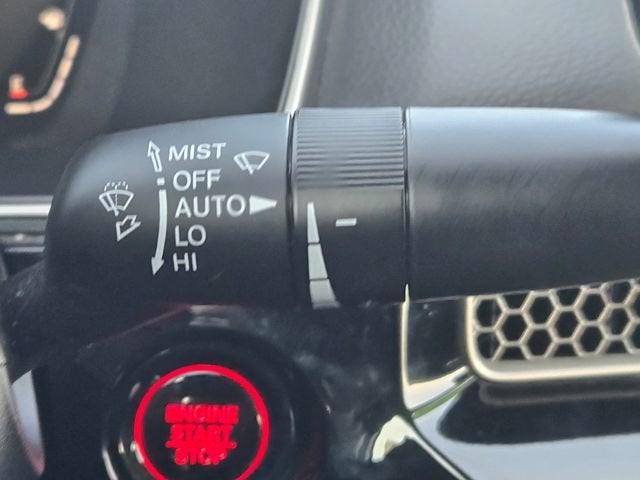 MIST
OFF
AUTO
LO
HI
ENGINE
START
STOP